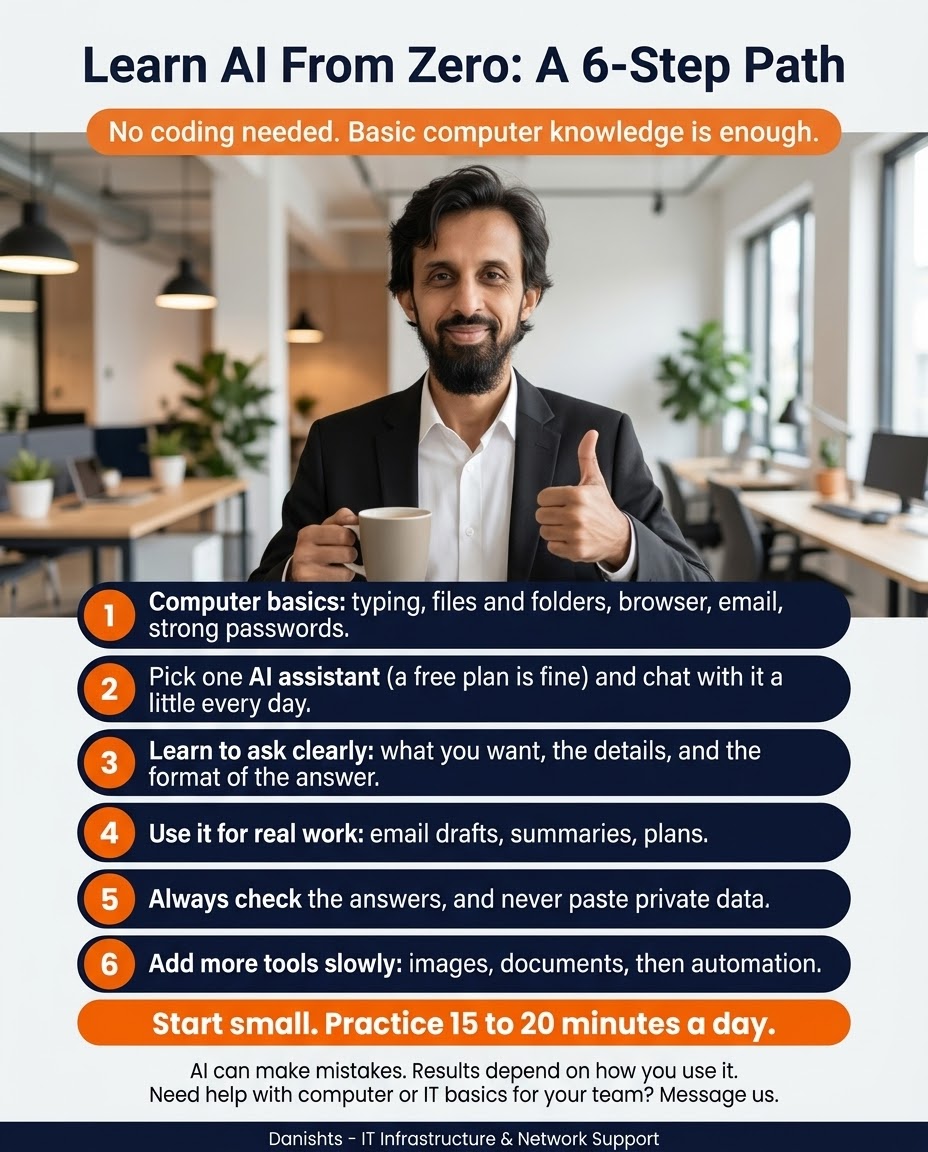 Learn AI From Zero: A 6-Step Path
No coding needed. Basic computer knowledge is enough.
1
Computer basics: typing, files and folders, browser, email,
strong passwords.
2
Pick one AI assistant (a free plan is fine) and chat with it a
little every day.
3
Learn to ask clearly: what you want, the details, and the
format of the answer.
4
Use it for real work: email drafts, summaries, plans.
5
Always check the answers, and never paste private data.
6
Add more tools slowly: images, documents, then automation.
Start small. Practice 15 to 20 minutes a day.
AI can make mistakes. Results depend on how you use it.
Need help with computer or IT basics for your team? Message us.
Danishts - IT Infrastructure & Network Support